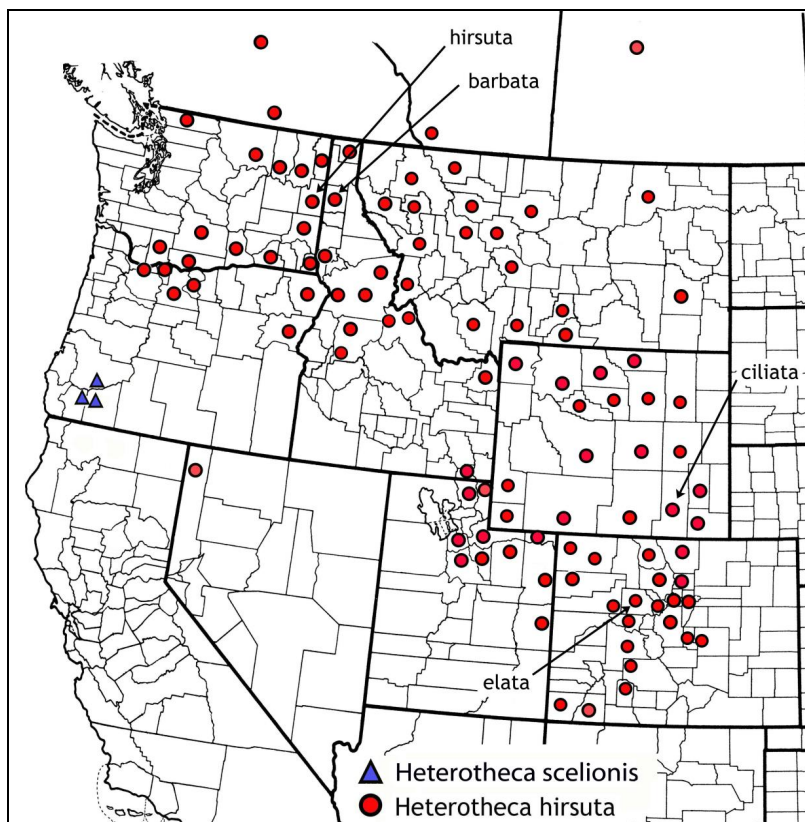 hirsuta
barbata
ciliata
elata
Heterotheca scelionis
Heterotheca hirsuta